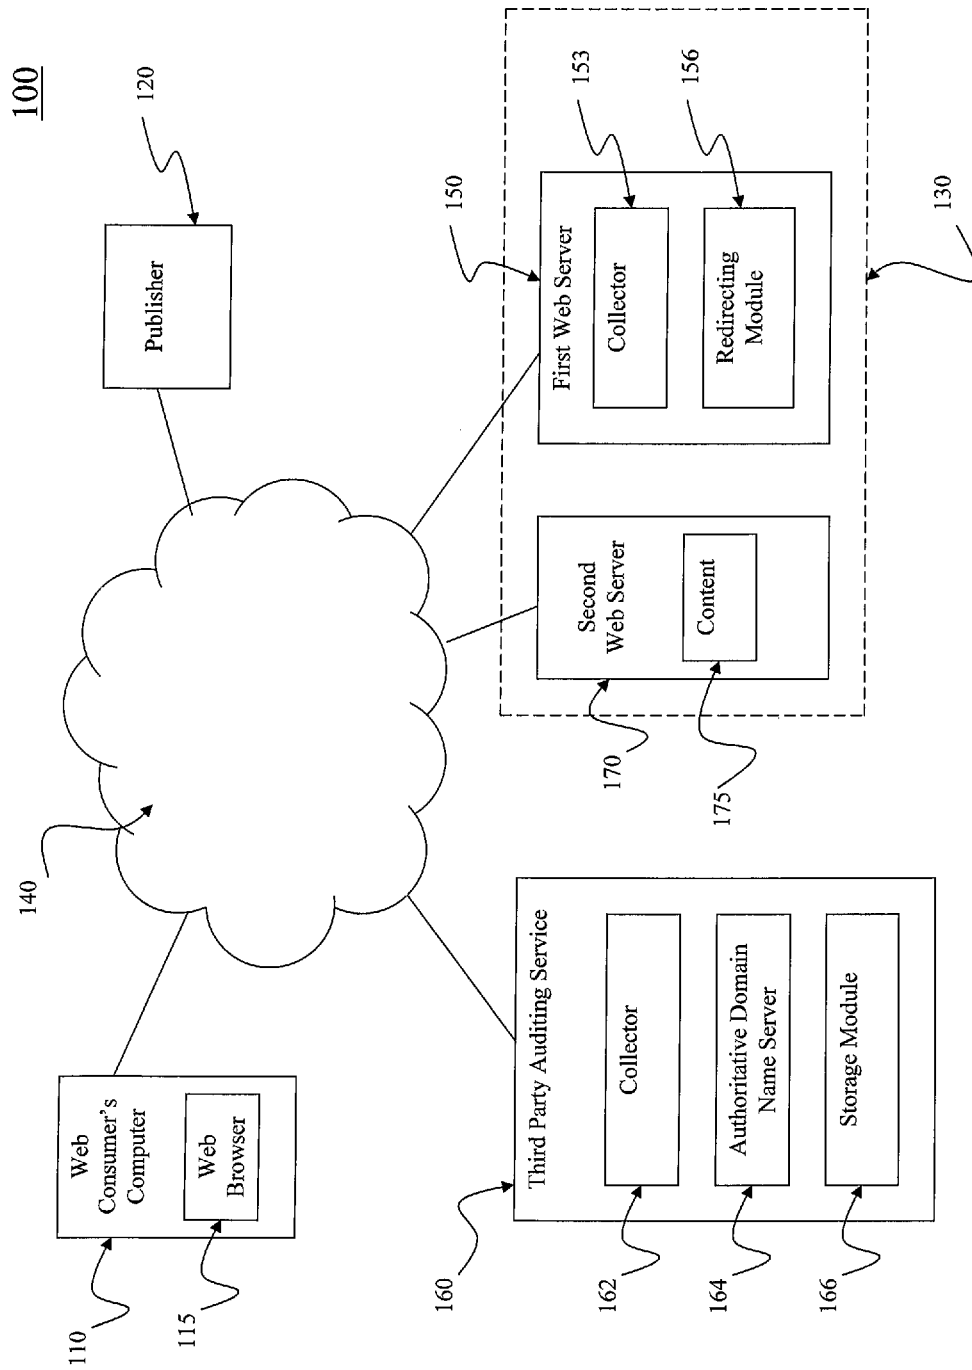 100
110
Web
Consumer's
Computer
115
Web
Browser
140
Publisher
120
160
Third Party Auditing Service
162
Collector
164
Authoritative Domain
Name Server
166
Storage Module
170
Second
Web Server
175
Content
150
First Web Server
Collector
153
Redirecting
Module
156
130